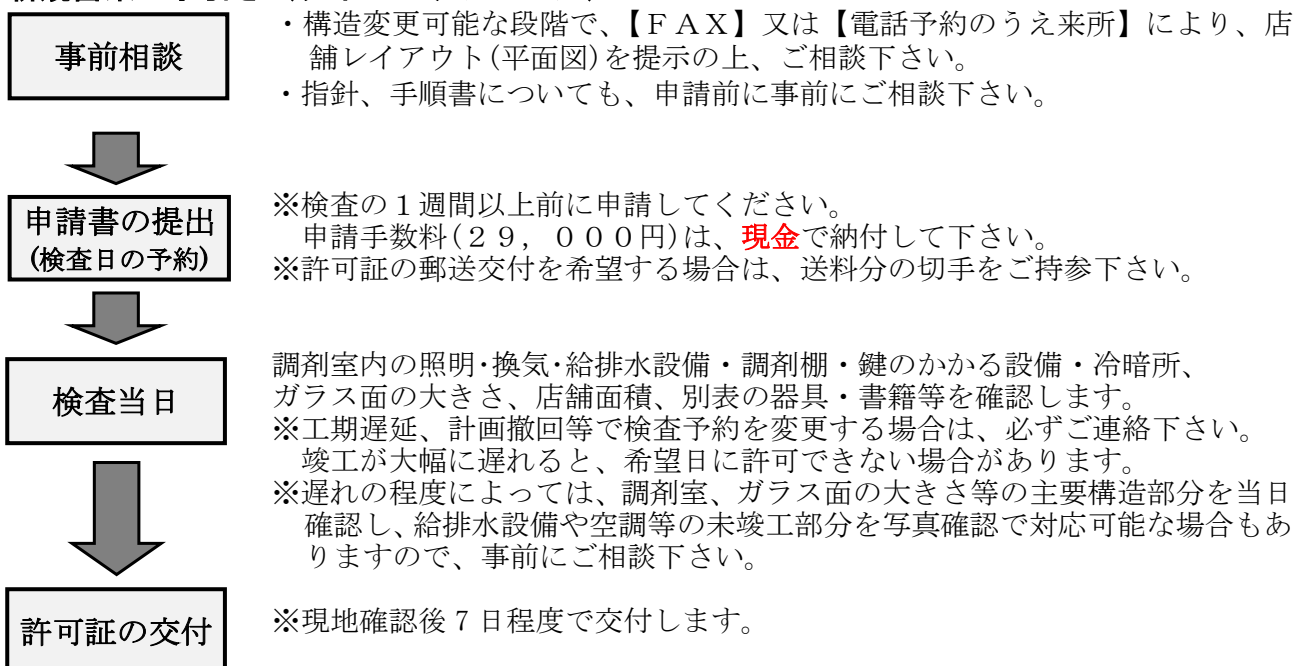 事前相談
・構造変更可能な段階で、【ＦＡＸ】又は【電話予約のうえ来所】により、店
舗レイアウト(平面図)を提示の上、ご相談下さい。
・指針、手順書についても、申請前に事前にご相談下さい。
申請書の提出
(検査日の予約)
※検査の１週間以上前に申請してください。
申請手数料(２９，０００円)は、現金で納付して下さい。
※許可証の郵送交付を希望する場合は、送料分の切手をご持参下さい。
検査当日
調剤室内の照明･換気･給排水設備・調剤棚・鍵のかかる設備・冷暗所、
ガラス面の大きさ、店舗面積、別表の器具・書籍等を確認します。
※工期遅延、計画撤回等で検査予約を変更する場合は、必ずご連絡下さい。
竣工が大幅に遅れると、希望日に許可できない場合があります。
※遅れの程度によっては、調剤室、ガラス面の大きさ等の主要構造部分を当日
確認し、給排水設備や空調等の未竣工部分を写真確認で対応可能な場合もあ
りますので、事前にご相談下さい。
許可証の交付
※現地確認後７日程度で交付します。